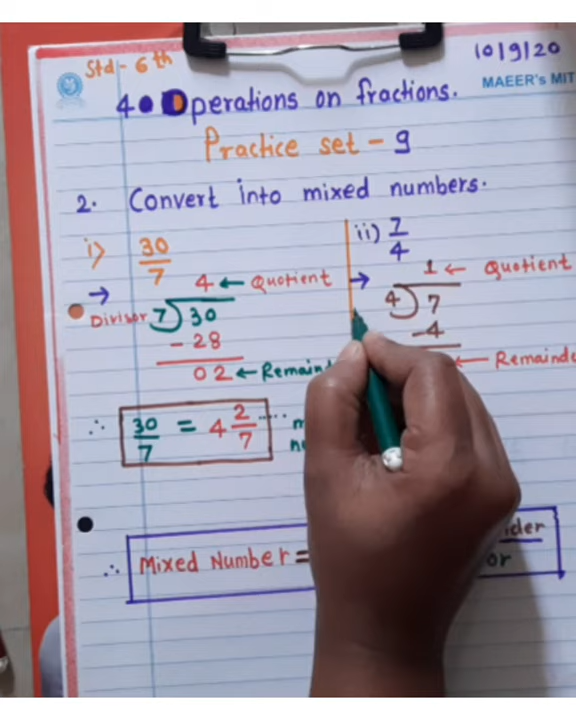 Std - 6th
10/9/20
MAEER's MIT
4. Operations on fractions.
Practice set - 9
2. Convert into mixed numbers.
i) 30/7
→ 4 ← Quotient
Divisor 7)30
- 28
02 ← Remain
∴ 30/7 = 4 2/7 ....
ii) 7/4
→ 1 ← Quotient
4)7
-4
← Remainde
∴ Mixed Number =